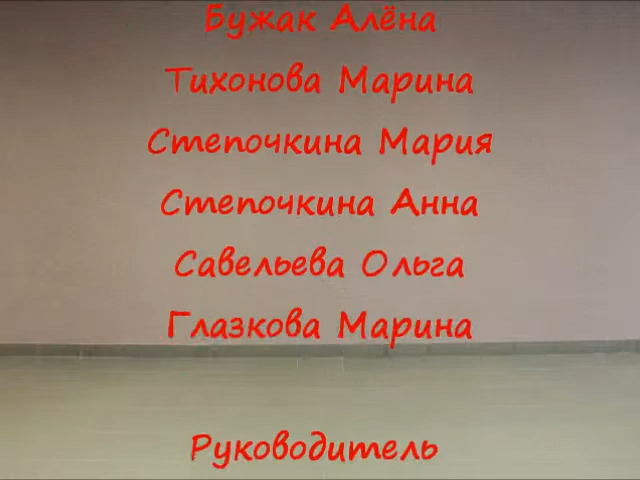 Бужак Алёна
Тихонова Марина
Степочкина Мария
Степочкина Анна
Савельева Ольга
Глазкова Марина
Руководитель